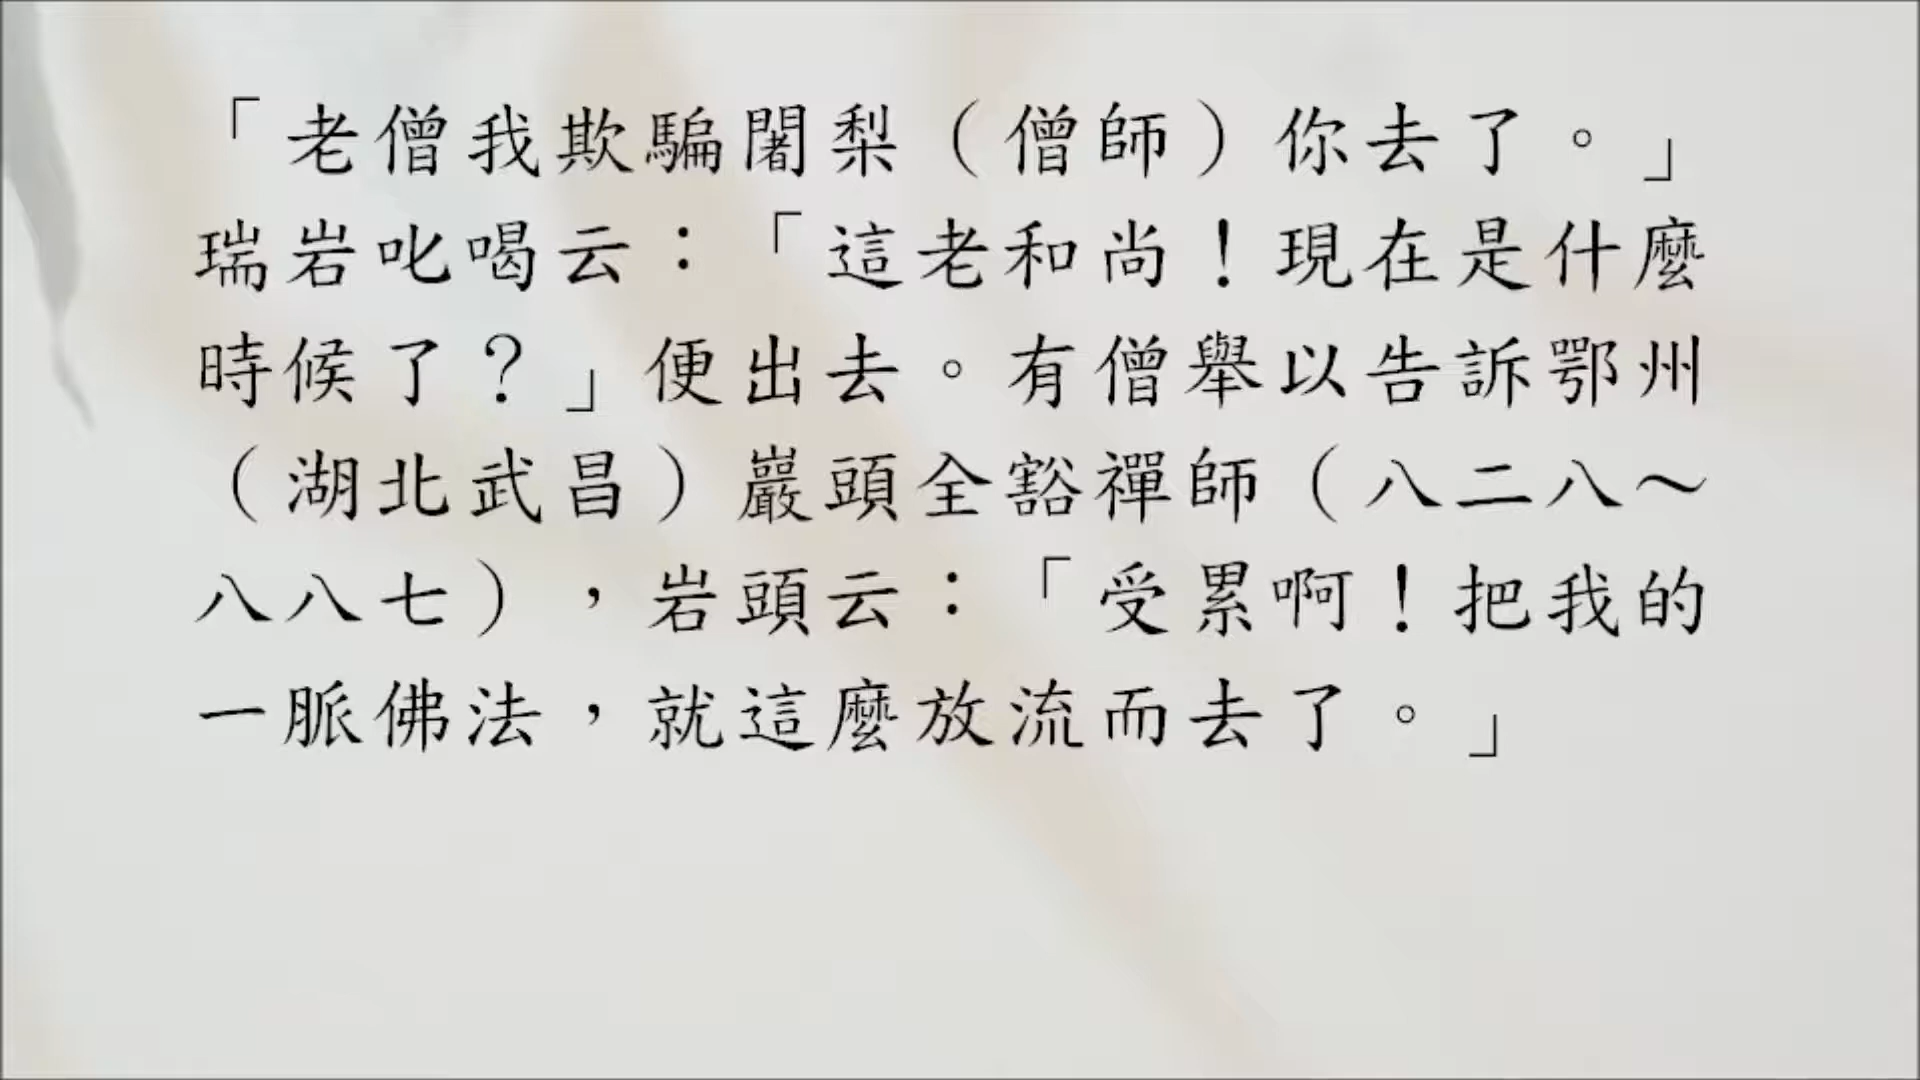 「老僧我欺騙闍梨（僧師）你去了。」
瑞岩叱喝云：「這老和尚！現在是什麼
時候了？」便出去。有僧舉以告訴鄂州
（湖北武昌）巖頭全豁禪師（八二八～
八八七），岩頭云：「受累啊！把我的
一脈佛法，就這麼放流而去了。」